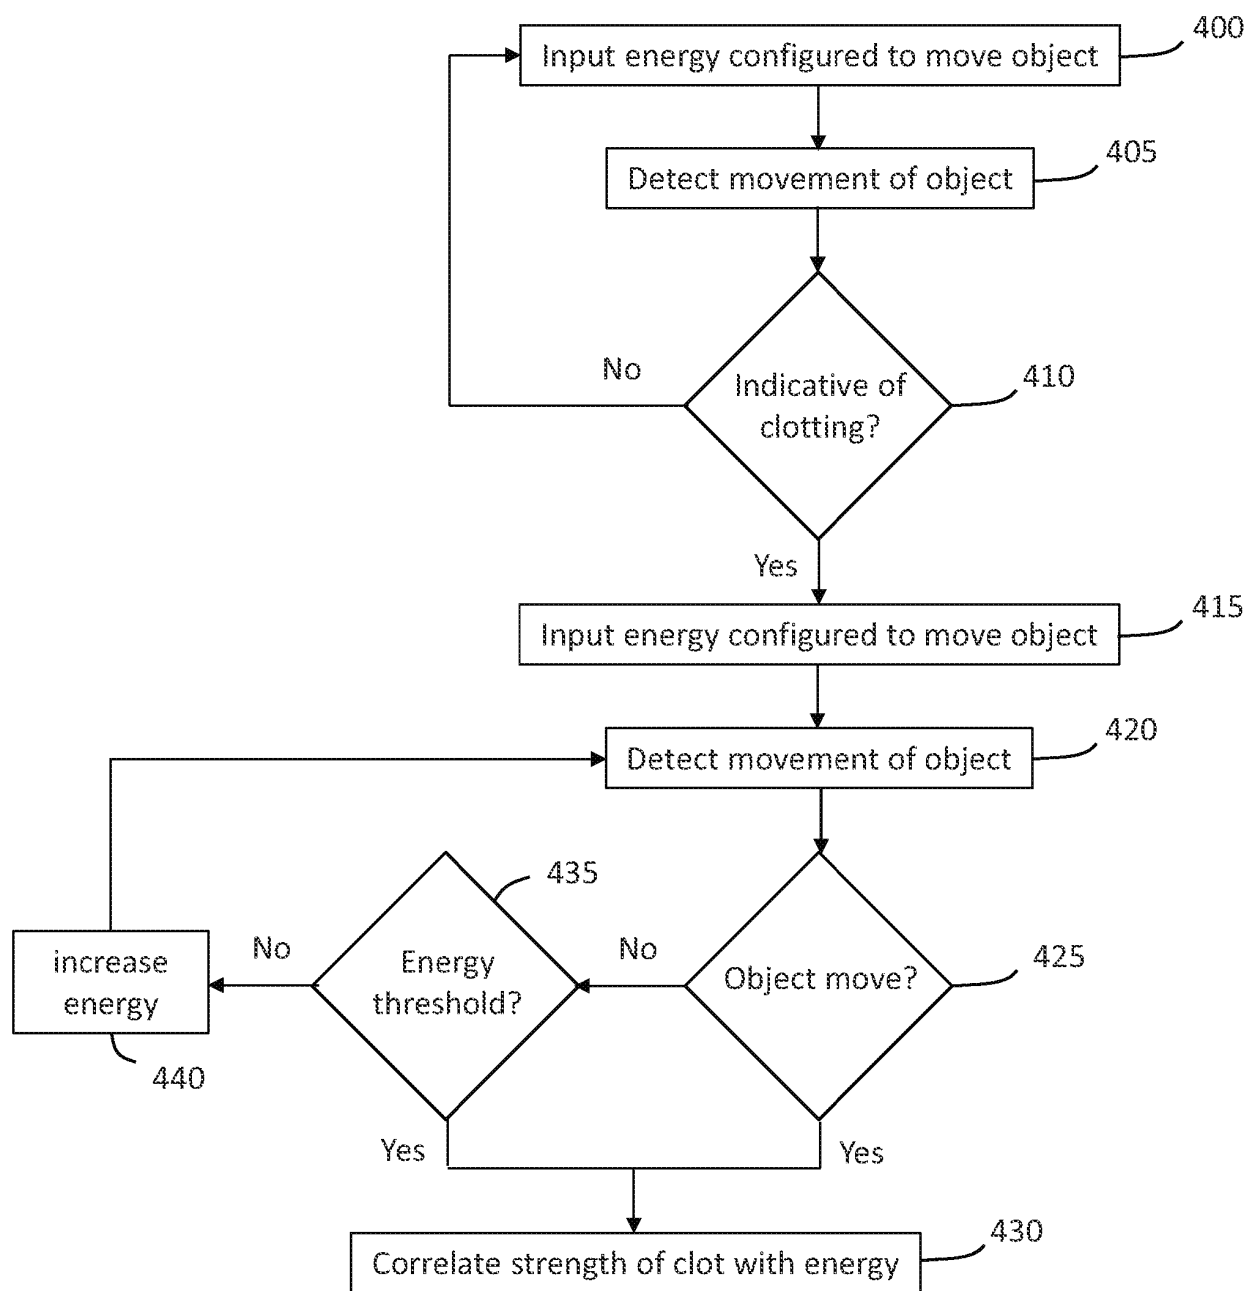 400
Input energy configured to move object
405
Detect movement of object
No
Indicative of
clotting?
410
Yes
415
Input energy configured to move object
420
Detect movement of object
435
No
increase
energy
440
Energy
threshold?
No
Object move?
425
Yes
Yes
430
Correlate strength of clot with energy